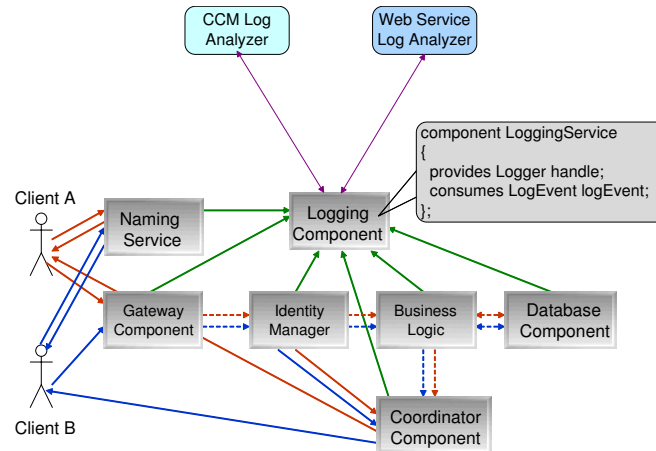 CCM Log
Analyzer
Web Service
Log Analyzer
component LoggingService
{
provides Logger handle;
consumes LogEvent logEvent;
};
Client A
Naming
Service
Logging
Component
Gateway
Component
Identity
Manager
Business
Logic
Database
Component
Client B
Coordinator
Component